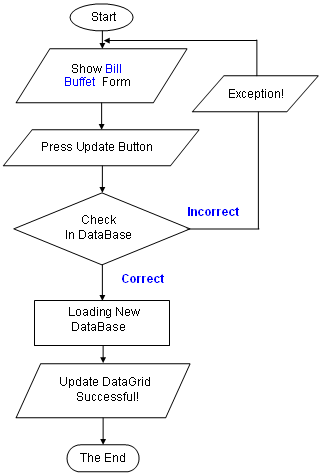 Start
Show Bill
Buffet Form
Exception!
Press Update Button
Incorrect
Check
In DataBase
Correct
Loading New
DataBase
Update DataGrid
Successful!
The End